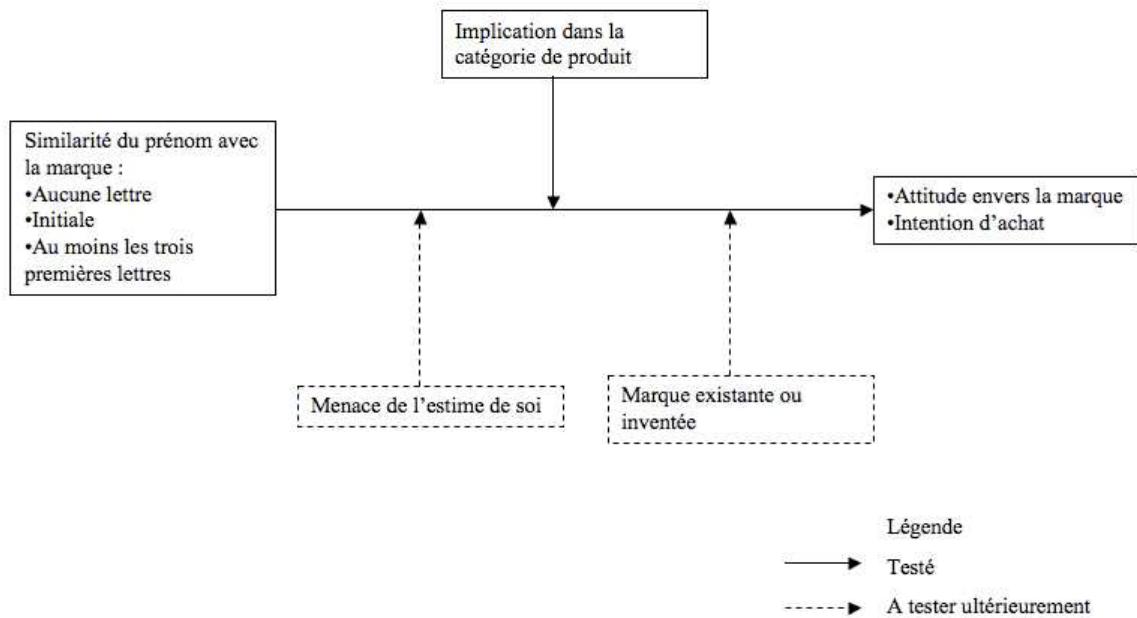 Implication dans la
catégorie de produit
Similarité du prénom avec
la marque :
•Aucune lettre
•Initiale
•Au moins les trois
premières lettres
•Attitude envers la marque
•Intention d'achat
Menace de l'estime de soi
Marque existante ou
inventée
Légende
Testé
A tester ultérieurement